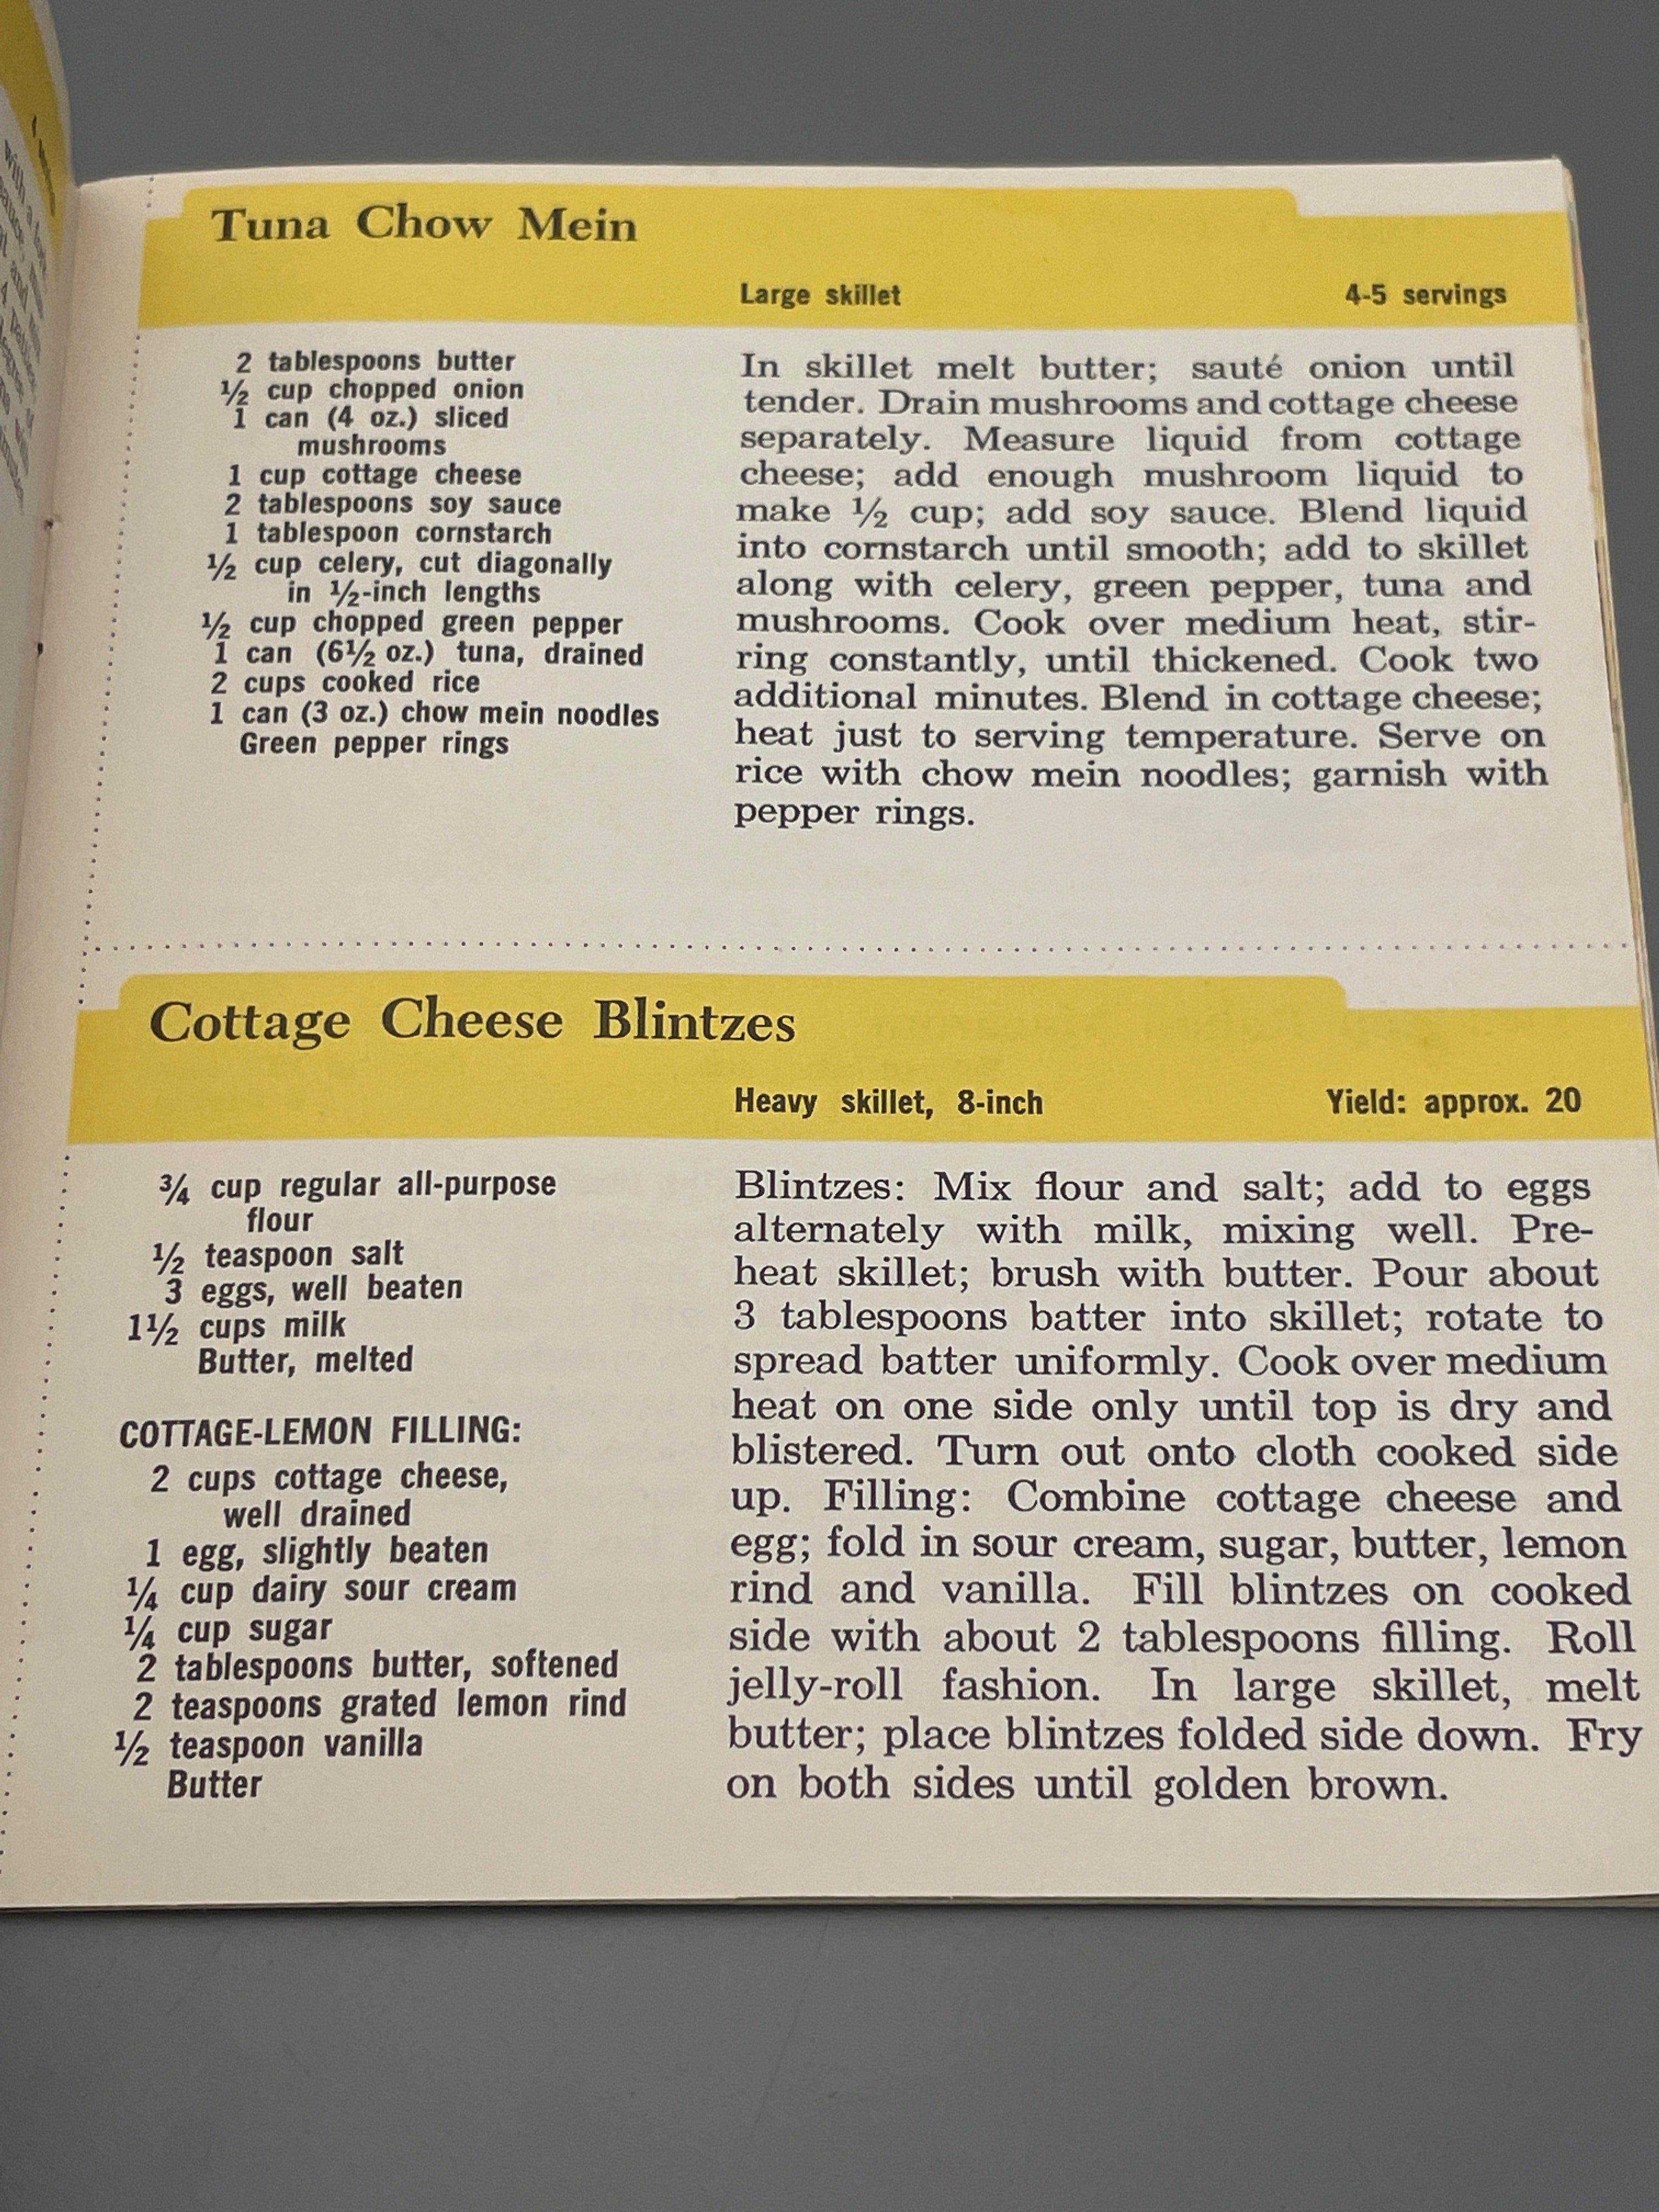 Tuna Chow Mein
Large skillet
4-5 servings
2 tablespoons butter
½ cup chopped onion
1 can (4 oz.) sliced
mushrooms
1 cup cottage cheese
2 tablespoons soy sauce
1 tablespoon cornstarch
½ cup celery, cut diagonally
in ½-inch lengths
½ cup chopped green pepper
1 can (6½ oz.) tuna, drained
2 cups cooked rice
1 can (3 oz.) chow mein noodles
Green pepper rings
In skillet melt butter; sauté onion until
tender. Drain mushrooms and cottage cheese
separately. Measure liquid from cottage
cheese; add enough mushroom liquid to
make ½ cup; add soy sauce. Blend liquid
into cornstarch until smooth; add to skillet
along with celery, green pepper, tuna and
mushrooms. Cook over medium heat, stir-
ring constantly, until thickened. Cook two
additional minutes. Blend in cottage cheese;
heat just to serving temperature. Serve on
rice with chow mein noodles; garnish with
pepper rings.
Cottage Cheese Blintzes
Heavy skillet, 8-inch
Yield: approx. 20
¾ cup regular all-purpose
flour
½ teaspoon salt
3 eggs, well beaten
1½ cups milk
Butter, melted
COTTAGE-LEMON FILLING:
2 cups cottage cheese,
well drained
1 egg, slightly beaten
¼ cup dairy sour cream
¼ cup sugar
2 tablespoons butter, softened
2 teaspoons grated lemon rind
½ teaspoon vanilla
Butter
Blintzes: Mix flour and salt; add to eggs
alternately with milk, mixing well. Pre-
heat skillet; brush with butter. Pour about
3 tablespoons batter into skillet; rotate to
spread batter uniformly. Cook over medium
heat on one side only until top is dry and
blistered. Turn out onto cloth cooked side
up. Filling: Combine cottage cheese and
egg; fold in sour cream, sugar, butter, lemon
rind and vanilla. Fill blintzes on cooked
side with about 2 tablespoons filling. Roll
jelly-roll fashion. In large skillet, melt
butter; place blintzes folded side down. Fry
on both sides until golden brown.